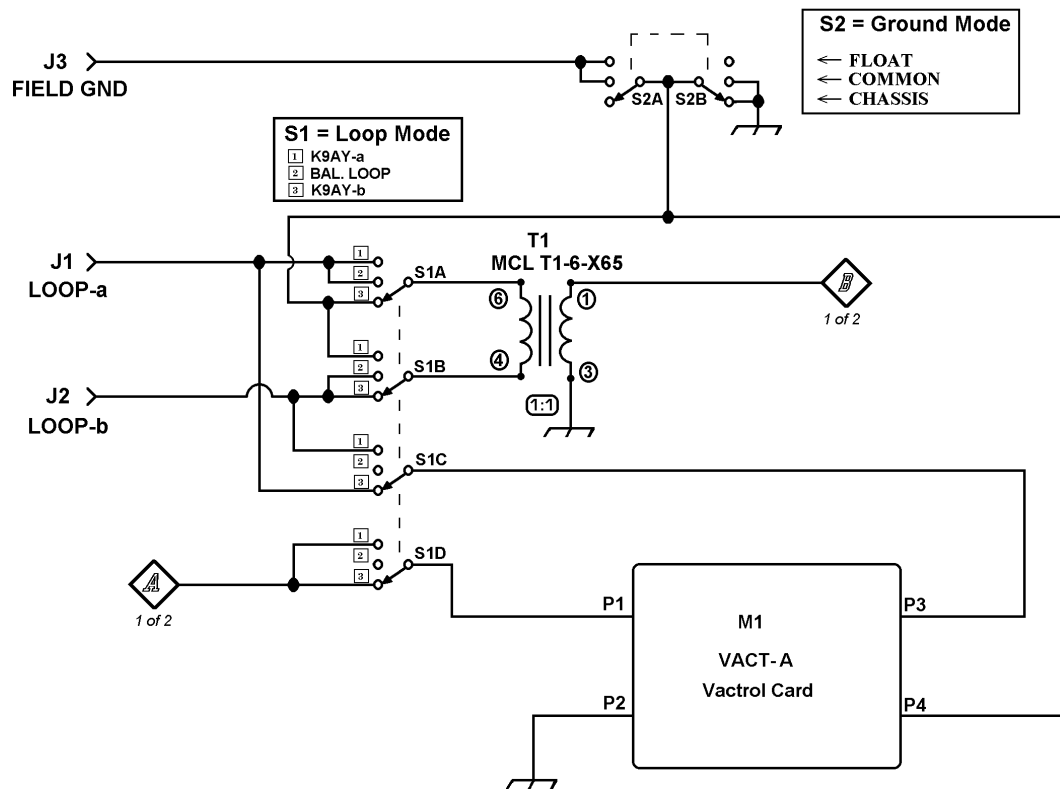 S2 = Ground Mode
← FLOAT
← COMMON
← CHASSIS
J3
FIELD GND
S2A
S2B
S1 = Loop Mode
1 K9AY-a
2 BAL. LOOP
3 K9AY-b
T1
MCL T1-6-X65
J1
LOOP-a
1
2
3
S1A
6
1
B
1 of 2
1
2
3
S1B
4
3
1:1
J2
LOOP-b
1
2
3
S1C
1
2
3
S1D
A
1 of 2
P1
P3
M1
VACT-A
Vactrol Card
P2
P4